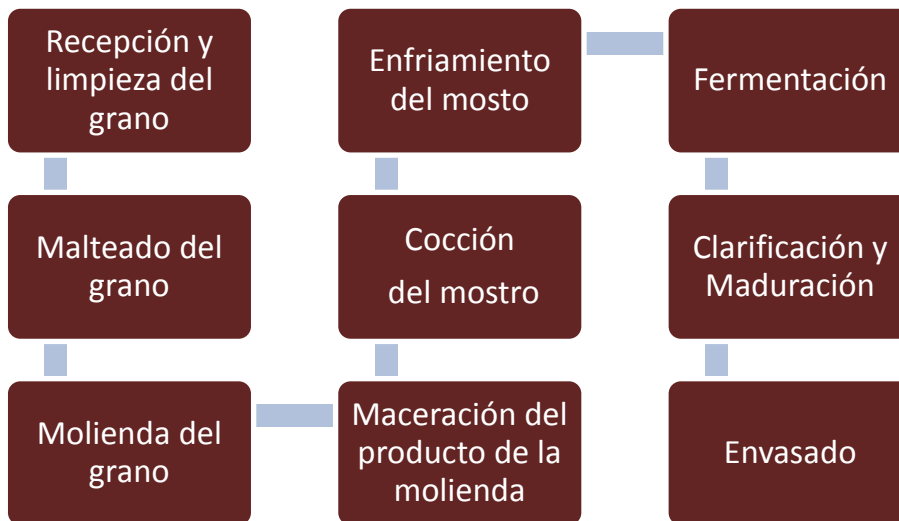 Recepción y
limpieza del
grano
Malteado del
grano
Molienda del
grano
Maceración del
producto de la
molienda
Cocción
del mostro
Enfriamiento
del mosto
Fermentación
Clarificación y
Maduración
Envasado